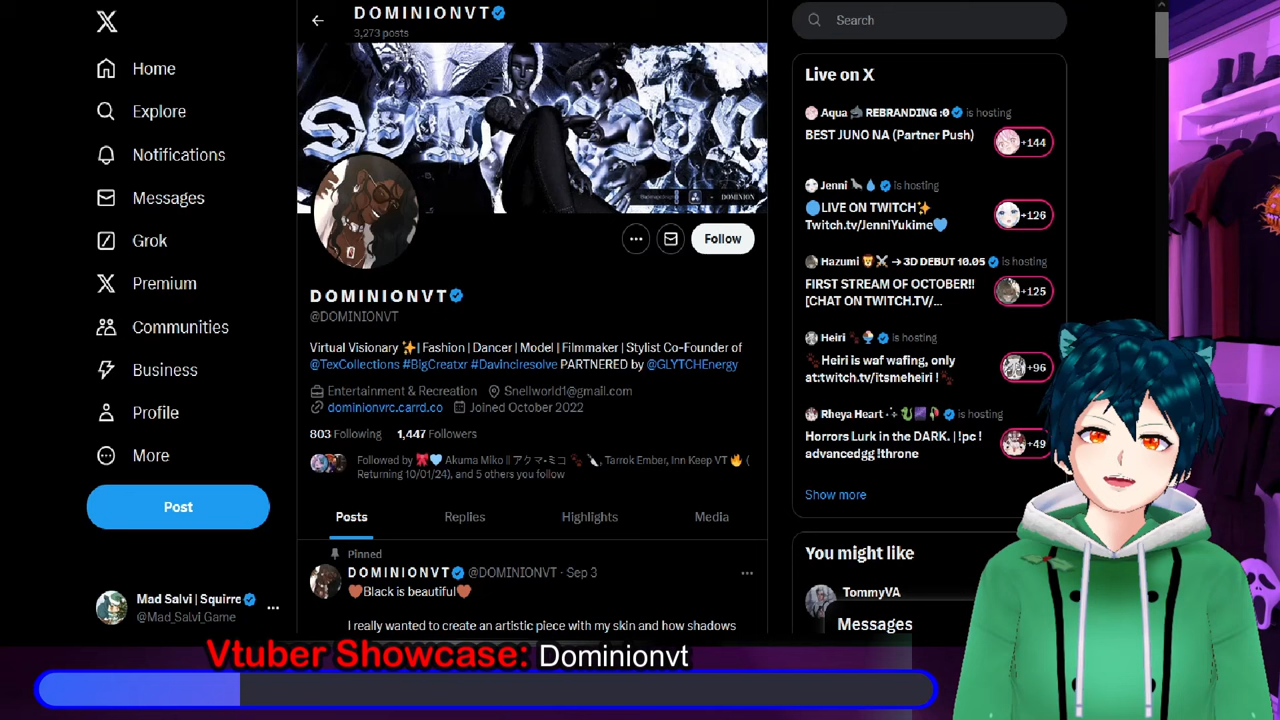 Home
Explore
Notifications
Messages
Grok
Premium
Communities
Business
Profile
More
Post
Mad Salvi | Squirre
@Mad_Salvi_Game
DOMINIONVT
3,273 posts
DOMINION
Follow
DOMINIONVT
@DOMINIONVT
Virtual Visionary ✨| Fashion | Dancer | Model | Filmmaker | Stylist Co-Founder of
@TexCollections #BigCreatxr #Davinciresolve PARTNERED by @GLYTCHEnergy
Entertainment & Recreation Snellworld1@gmail.com
dominionvrc.carrd.co Joined October 2022
803 Following 1,447 Followers
Followed by 🎀🩵 Akuma Miko || アクマ・ミコ 🐾🔪, Tarrok Ember, Inn Keep VT 🔥 (
Returning 10/01/24), and 5 others you follow
Posts Replies Highlights Media
Pinned
DOMINIONVT @DOMINIONVT · Sep 3
🤎Black is beautiful🤎
I really wanted to create an artistic piece with my skin and how shadows
Search
Live on X
Aqua REBRANDING :0 is hosting
BEST JUNO NA (Partner Push)
+144
Jenni is hosting
🔵LIVE ON TWITCH✨
Twitch.tv/JenniYukime🩵
+126
Hazumi 🦁⚔️ → 3D DEBUT 10.05 is hosting
FIRST STREAM OF OCTOBER!!
[CHAT ON TWITCH.TV/...
+125
Heiri is hosting
🐾Heiri is waf wafing, only
at:twitch.tv/itsmeheiri ! 🐾
+96
Rheya Heart is hosting
Horrors Lurk in the DARK. | !pc !
advancedgg !throne
+49
Show more
You might like
TommyVA
Messages
Vtuber Showcase: Dominionvt